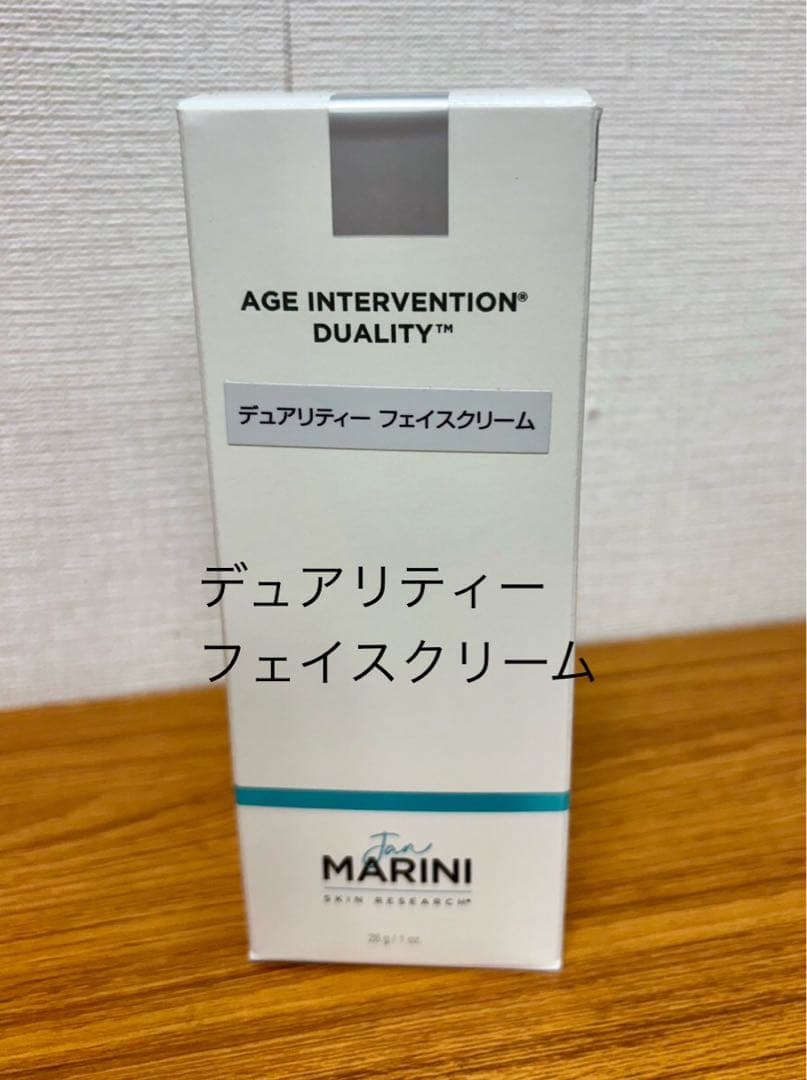 AGE INTERVENTION®
DUALITY™
デュアリティー フェイスクリーム
デュアリティー
フェイスクリーム
Jan
MARINI
SKIN RESEARCH®
28 g / 1 oz.